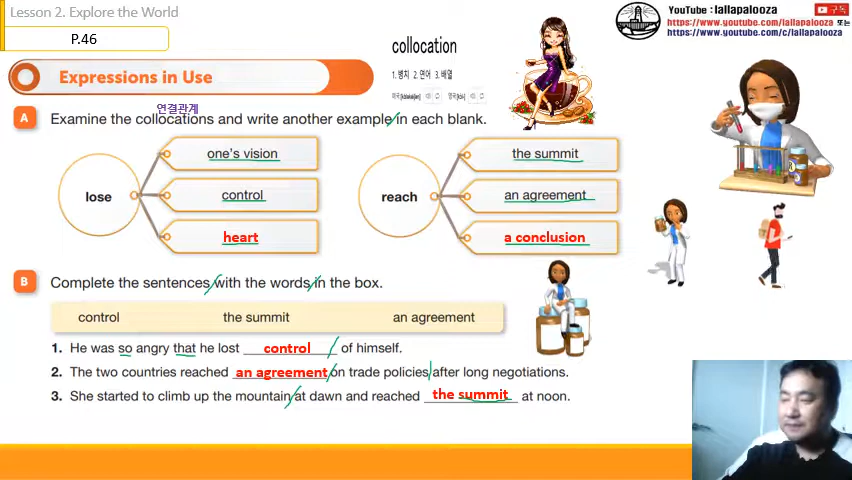 Lesson 2. Explore the World
P.46
YouTube : lallapalooza 구독
https://www.youtube.com/lallapalooza 또는
https://www.youtube.com/c/lallapalooza
collocation
1. 병치 2. 연어 3. 배열
Expressions in Use
연결관계
A Examine the collocations and write another example in each blank.
lose
one's vision
control
heart
reach
the summit
an agreement
a conclusion
B Complete the sentences with the words in the box.
control the summit an agreement
1. He was so angry that he lost control of himself.
2. The two countries reached an agreement on trade policies after long negotiations.
3. She started to climb up the mountain at dawn and reached the summit at noon.